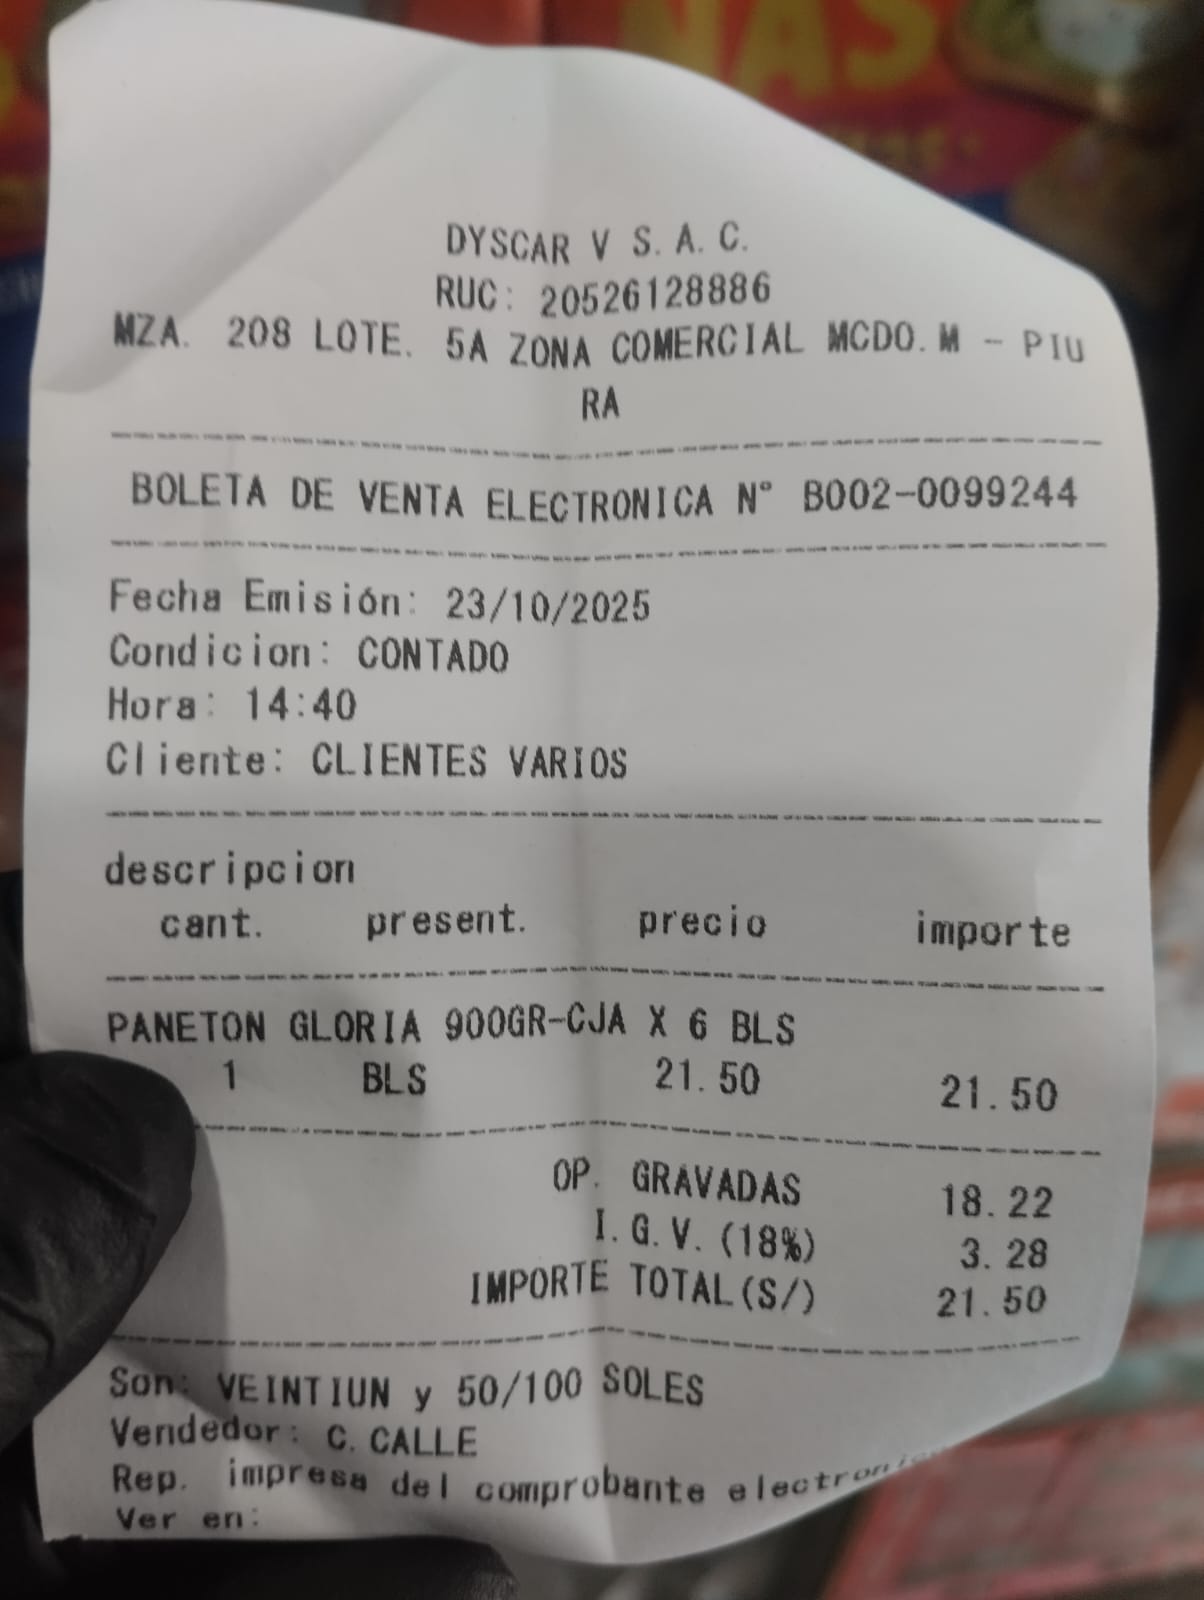 NAS
DYSCAR V S.A.C.
RUC: 20526128886
MZA. 208 LOTE. 5A ZONA COMERCIAL MCDO.M - PIU
RA
BOLETA DE VENTA ELECTRONICA N° B002-0099244
Fecha Emisión: 23/10/2025
Condicion: CONTADO
Hora: 14:40
Cliente: CLIENTES VARIOS
descripcion
cant. present. precio importe
PANETON GLORIA 900GR-CJA X 6 BLS
1 BLS 21.50 21.50
OP. GRAVADAS 18.22
I.G.V.(18%) 3.28
IMPORTE TOTAL(S/) 21.50
Son: VEINTIUN y 50/100 SOLES
Vendedor: C.CALLE
Rep. impresa del comprobante
Ver en: